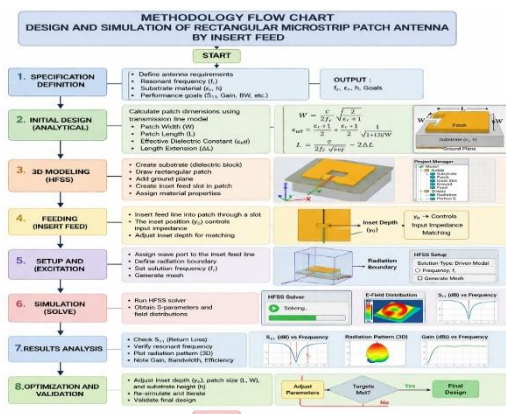 METHODOLOGY FLOW CHART
DESIGN AND SIMULATION OF RECTANGULAR MICROSTRIP PATCH ANTENNA
BY INSERT FEED
START
1. SPECIFICATION
DEFINITION
• Define antenna requirements
• Resonant frequency (fᵣ)
• Substrate material (εᵣ, h)
• Performance goals (S₁₁, Gain, BW, etc.)
OUTPUT :
fᵣ, εᵣ, h, Goals
2. INITIAL DESIGN
(ANALYTICAL)
Calculate patch dimensions using
transmission line model
• Patch Width (W)
• Patch Length (L)
• Effective Dielectric Constant (εeff)
• Length Extension (ΔL)
L
W
W
Patch
Substrate (εᵣ, h)
Ground Plane
3. 3D MODELING
(HFSS)
• Create substrate (dielectric block)
• Draw rectangular patch
• Add ground plane
• Create inset feed slot in patch
• Assign material properties
Project Manager
4. FEEDING
(INSERT FEED)
• Insert feed line into patch through a slot
• The inset position (y₀) controls
input impedance
• Adjust inset depth for matching
Inset Depth
(y₀)
y₀ → Controls
Input Impedance
Matching
5. SETUP AND
EXCITATION
Assign wave port to the inset feed line
• Define radiation boundary
• Set solution frequency (fᵣ)
• Generate mesh
Radiation
Boundary
HFSS Setup
Solution Type: Driven Modal
Frequency: fᵣ
Generate Mesh
6. SIMULATION
(SOLVE)
• Run HFSS solver
• Obtain S-parameters and
field distributions
HFSS Solver
Solving...
E-Field Distribution
S₁₁ (dB) vs Frequency
7.RESULTS ANALYSIS
• Check S₁₁ (Return Loss)
• Verify resonant frequency
• Plot radiation pattern (3D)
• Note Gain, Bandwidth, Efficiency
S₁₁ (dB) vs Frequency
Radiation Pattern (3D)
Gain (dB) vs Frequency
8.OPTIMIZATION AND
VALIDATION
• Adjust inset depth (y₀), patch size (L, W),
and substrate height (h)
• Re-simulate and iterate
• Validate final design
Adjust
Parameters
Targets
Met?
Yes
Final
Design
No